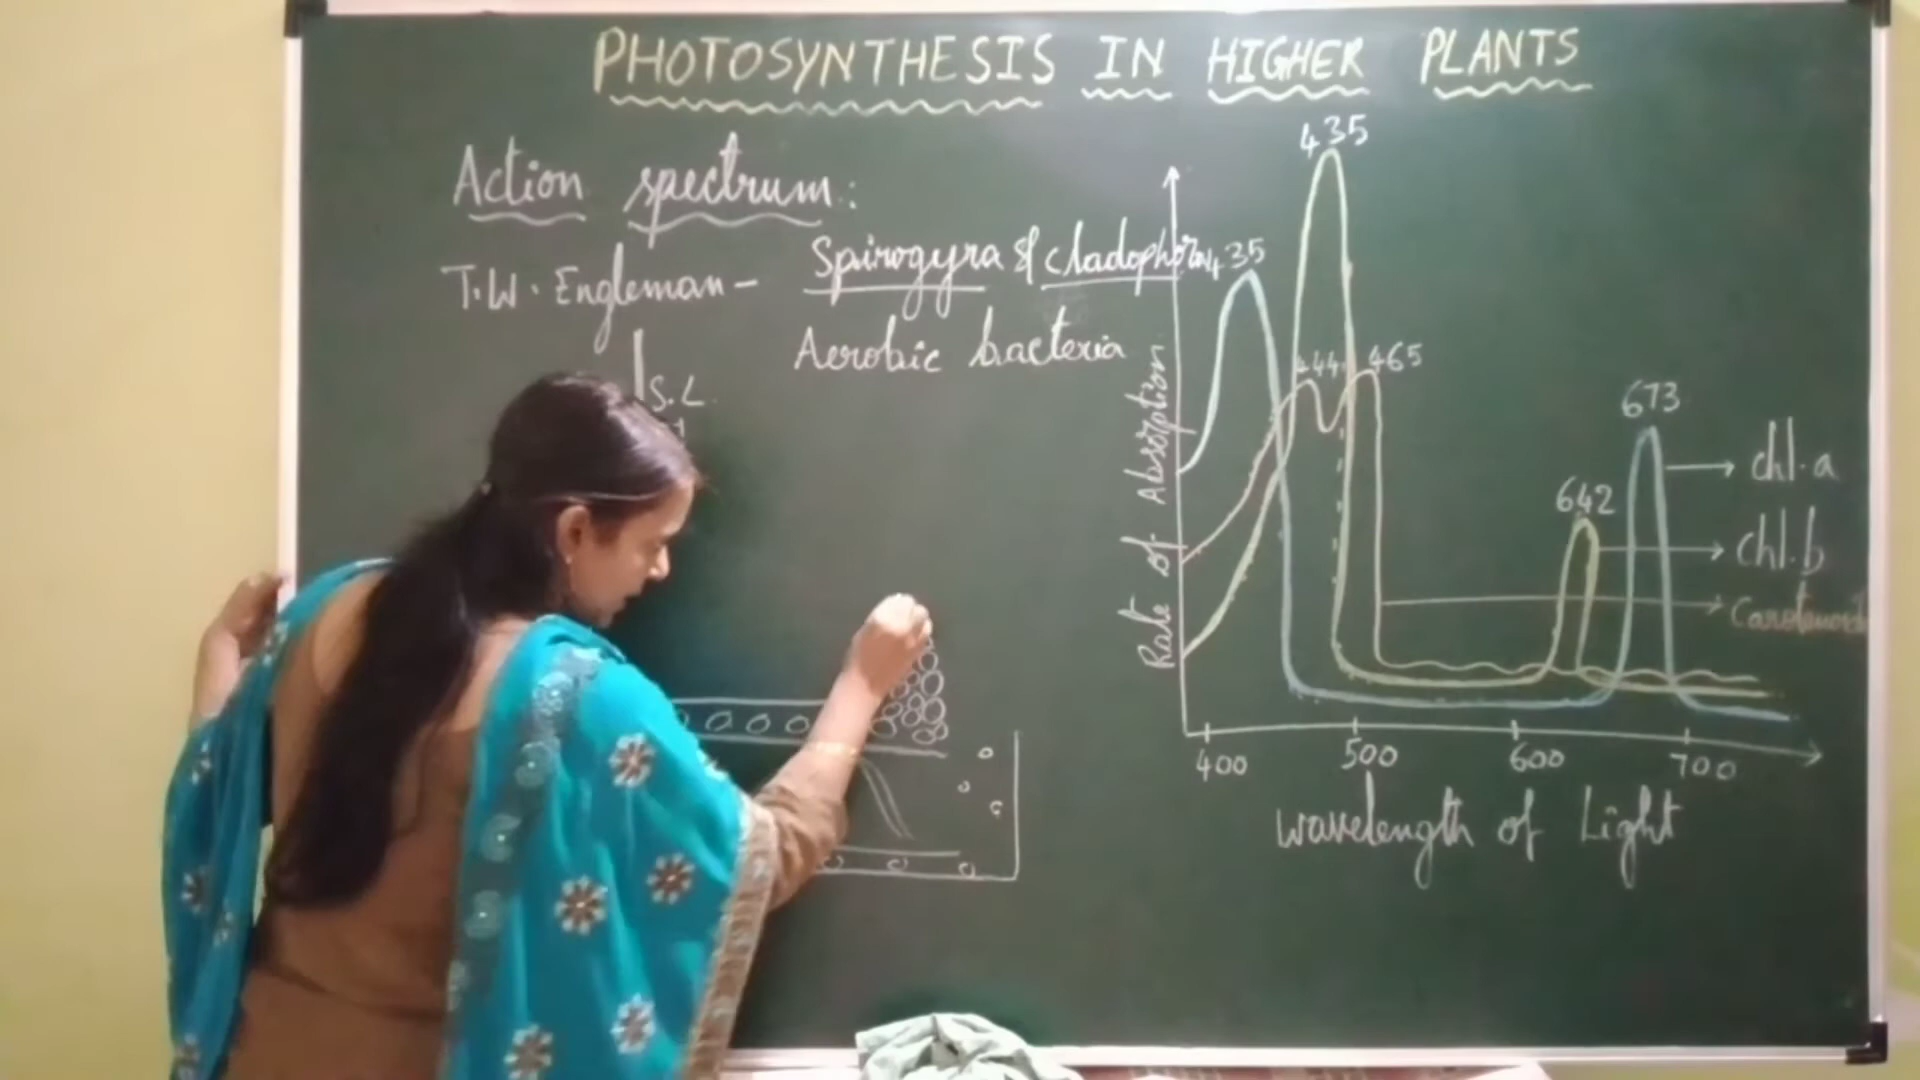 PHOTOSYNTHESIS IN HIGHER PLANTS
Action spectrum:
T.W. Engleman - Spirogyra & cladophora
Aerobic bacteria
S.L
Rate of Absorption
435
435
444
465
642
673
chl.a
chl.b
Carotenoid
400 500 600 700
wavelength of Light